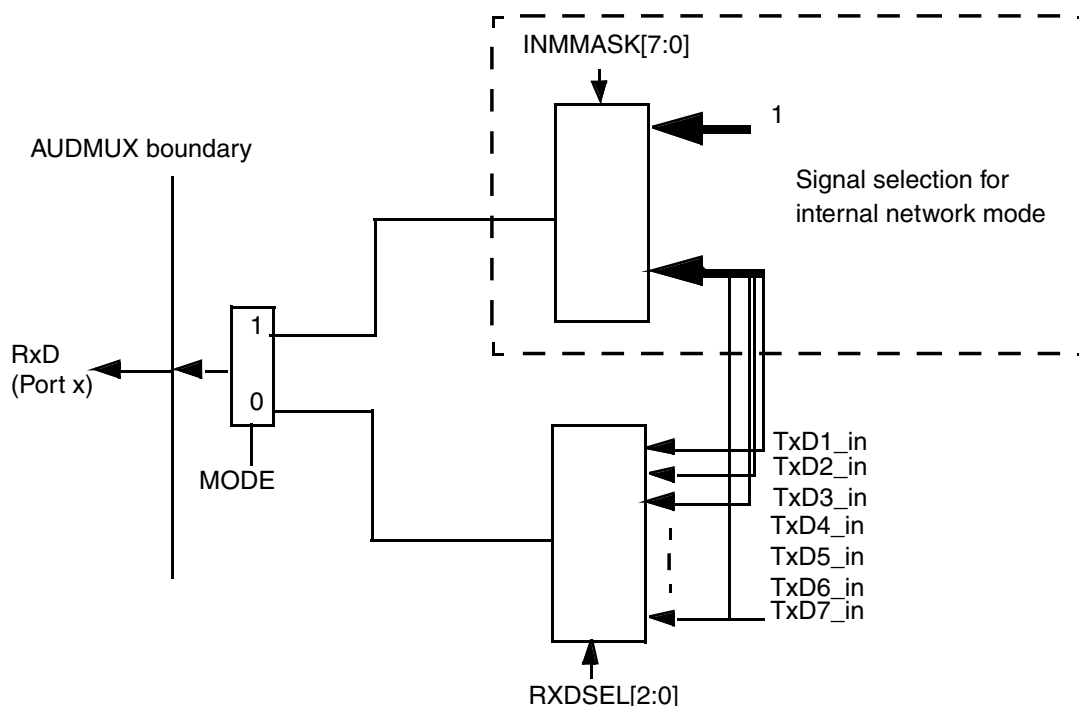 INMMASK[7:0]
1
AUDMUX boundary
Signal selection for
internal network mode
1
RxD
(Port x)
0
MODE
TxD1_in
TxD2_in
TxD3_in
TxD4_in
TxD5_in
TxD6_in
TxD7_in
RXDSEL[2:0]